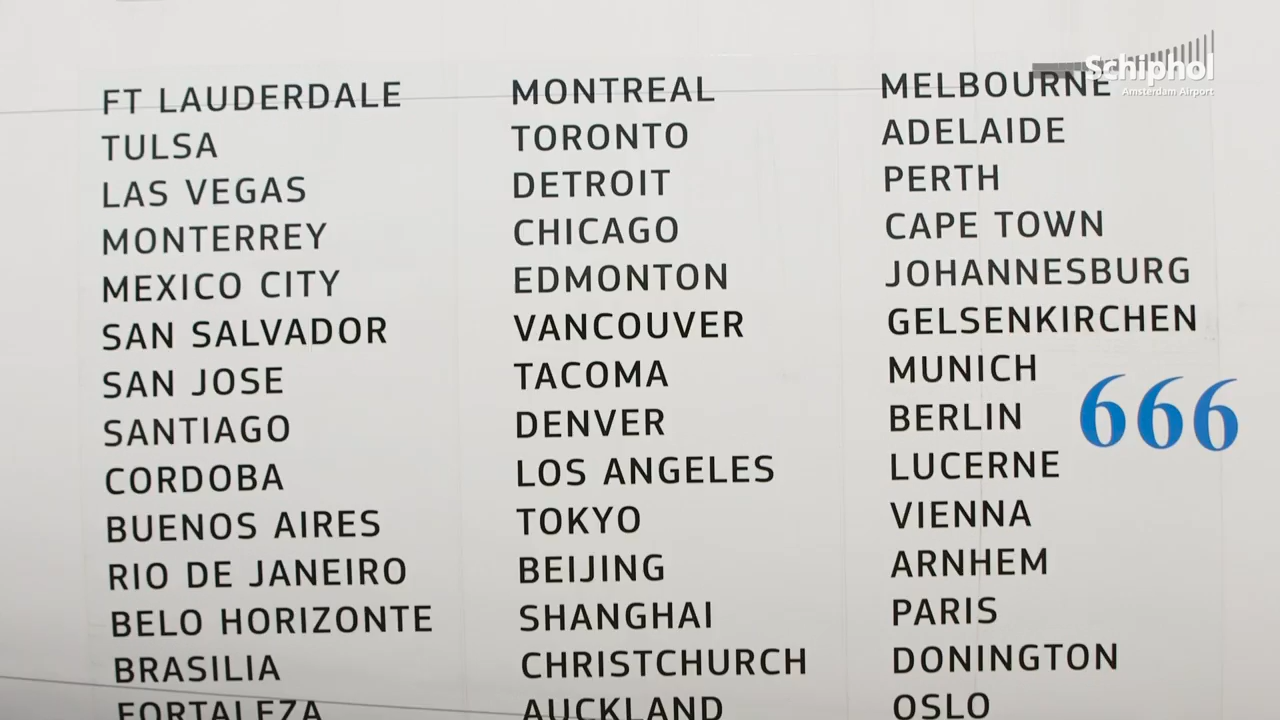 Schiphol
Amsterdam Airport
FT LAUDERDALE
TULSA
LAS VEGAS
MONTERREY
MEXICO CITY
SAN SALVADOR
SAN JOSE
SANTIAGO
CORDOBA
BUENOS AIRES
RIO DE JANEIRO
BELO HORIZONTE
BRASILIA
FORTALEZA
MONTREAL
TORONTO
DETROIT
CHICAGO
EDMONTON
VANCOUVER
TACOMA
DENVER
LOS ANGELES
TOKYO
BEIJING
SHANGHAI
CHRISTCHURCH
AUCKLAND
MELBOURNE
ADELAIDE
PERTH
CAPE TOWN
JOHANNESBURG
GELSENKIRCHEN
MUNICH
BERLIN
LUCERNE
VIENNA
ARNHEM
PARIS
DONINGTON
OSLO
666